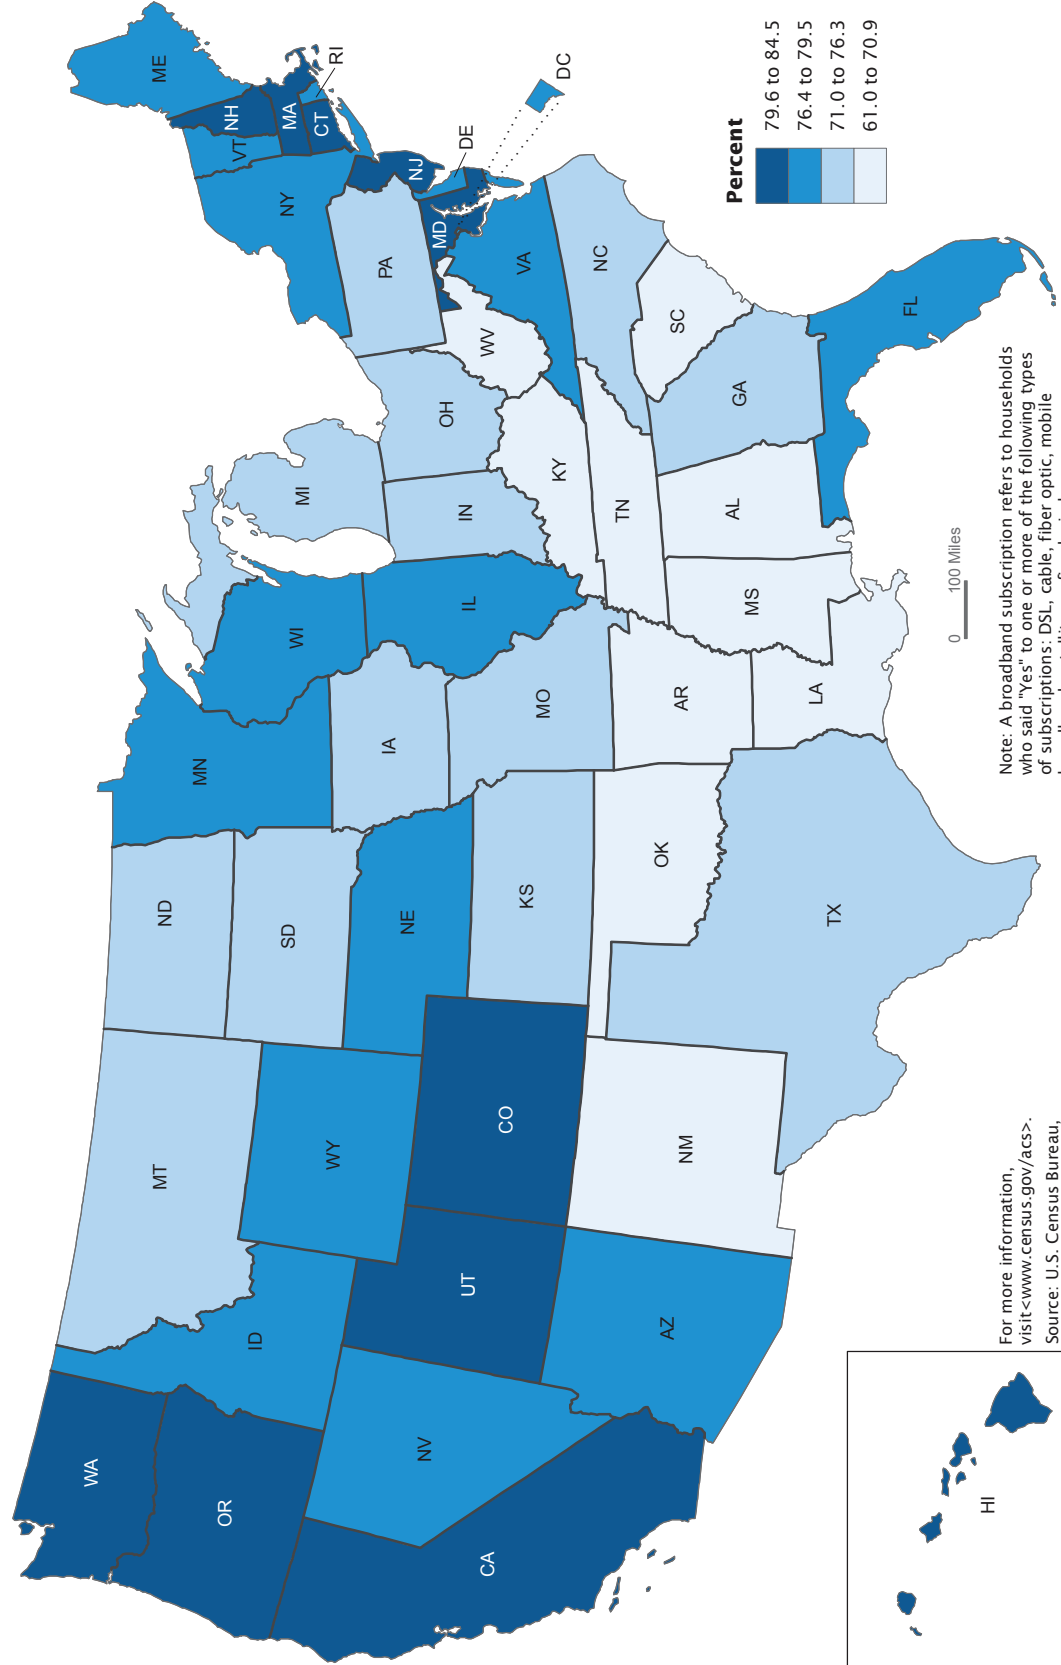 WA
OR
CA
NV
ID
MT
WY
UT
AZ
CO
NM
ND
SD
NE
KS
OK
TX
MN
IA
MO
AR
LA
WI
IL
MS
MI
IN
KY
TN
AL
OH
WV
GA
SC
NC
VA
FL
PA
NY
MD
NJ
DE
DC
VT
NH
MA
CT
RI
ME
HI
Percent
79.6 to 84.5
76.4 to 79.5
71.0 to 76.3
61.0 to 70.9
0 100 Miles
Note: A broadband subscription refers to households
who said "Yes" to one or more of the following types
of subscriptions: DSL, cable, fiber optic, mobile
For more information,
visit<www.census.gov/acs>.
Source: U.S. Census Bureau,